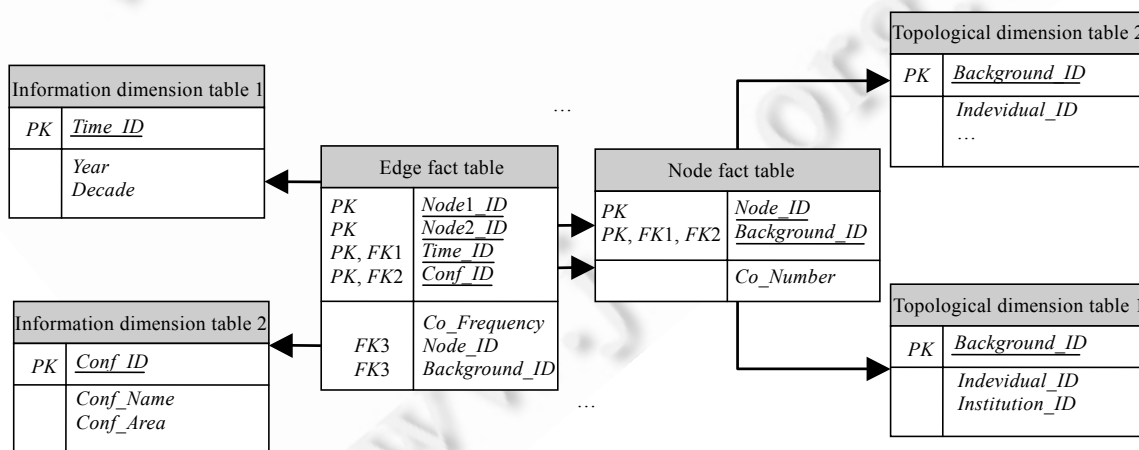 Information dimension table 1
PK Time_ID
Year
Decade
Information dimension table 2
PK Conf_ID
Conf_Name
Conf_Area
…
Edge fact table
PK Node1_ID
PK Node2_ID
PK, FK1 Time_ID
PK, FK2 Conf_ID
Co_Frequency
FK3 Node_ID
FK3 Background_ID
…
Node fact table
PK Node_ID
PK, FK1, FK2 Background_ID
Co_Number
Topological dimension table 2
PK Background_ID
Indevidual_ID
…
Topological dimension table 1
PK Background_ID
Indevidual_ID
Institution_ID